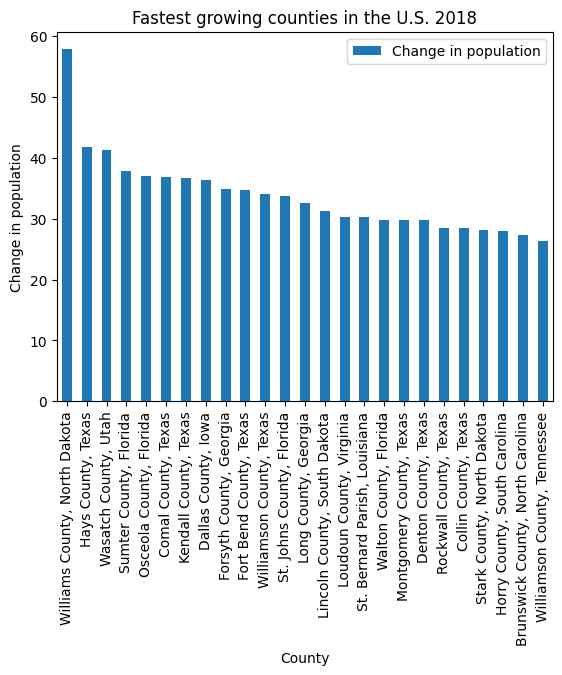 Fastest growing counties in the U.S. 2018
Change in population
Change in population
60
50
40
30
20
10
0
Williams County, North Dakota
Hays County, Texas
Wasatch County, Utah
Sumter County, Florida
Osceola County, Florida
Comal County, Texas
Kendall County, Texas
Dallas County, Iowa
Forsyth County, Georgia
Fort Bend County, Texas
Williamson County, Texas
St. Johns County, Florida
Long County, Georgia
Lincoln County, South Dakota
Loudoun County, Virginia
St. Bernard Parish, Louisiana
Walton County, Florida
Montgomery County, Texas
Denton County, Texas
Rockwall County, Texas
Collin County, Texas
Stark County, North Dakota
Horry County, South Carolina
Brunswick County, North Carolina
Williamson County, Tennessee
County